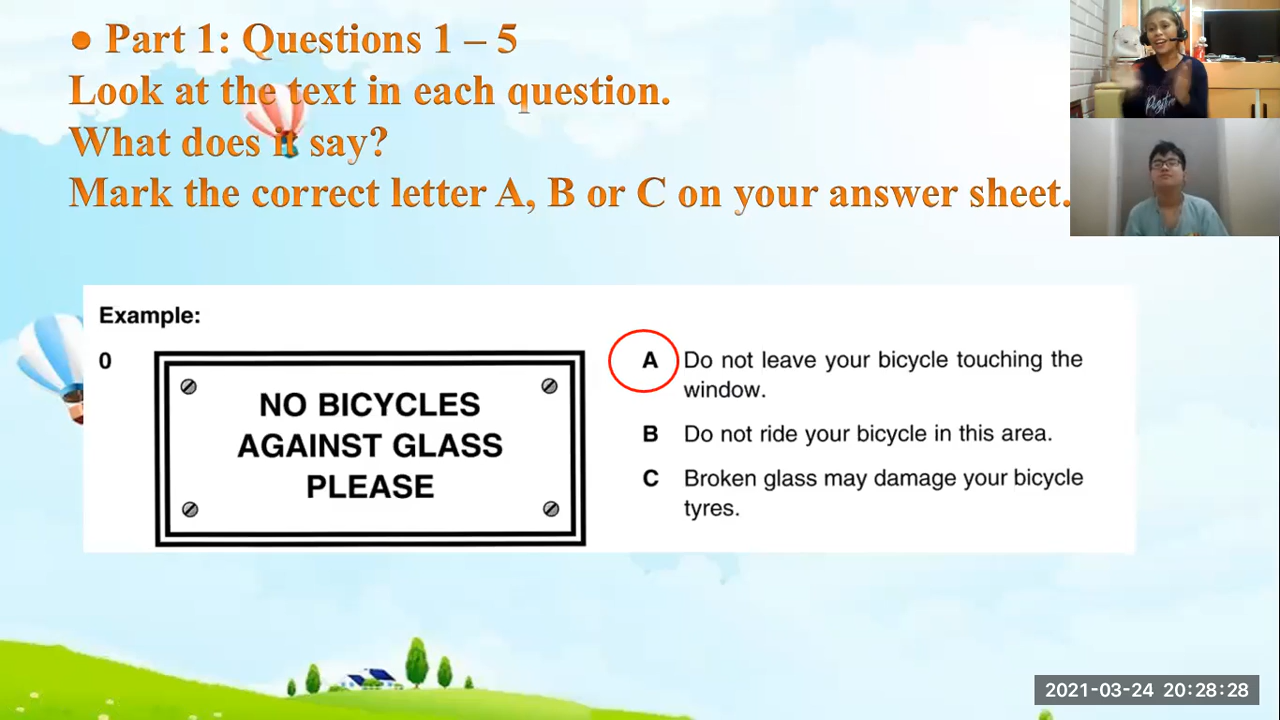 ● Part 1: Questions 1 – 5
Look at the text in each question.
What does it say?
Mark the correct letter A, B or C on your answer sheet.
Example:
0
NO BICYCLES
AGAINST GLASS
PLEASE
A Do not leave your bicycle touching the
window.
B Do not ride your bicycle in this area.
C Broken glass may damage your bicycle
tyres.
2021-03-24 20:28:28